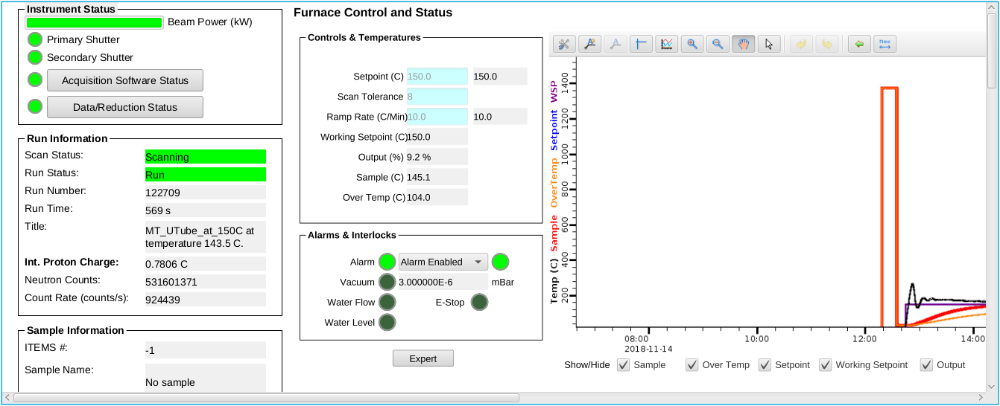 Instrument Status
Beam Power (kW)
Primary Shutter
Secondary Shutter
Acquisition Software Status
Data/Reduction Status
Run Information
Scan Status: Scanning
Run Status: Run
Run Number: 122709
Run Time: 569 s
Title: MT_UTube_at_150C at
temperature 143.5 C.
Int. Proton Charge: 0.7806 C
Neutron Counts: 531601371
Count Rate (counts/s): 924439
Sample Information
ITEMS #: -1
Sample Name:
No sample
Furnace Control and Status
Controls & Temperatures
Setpoint (C) 150.0 150.0
Scan Tolerance 8
Ramp Rate (C/Min) 10.0 10.0
Working Setpoint (C) 150.0
Output (%) 9.2 %
Sample (C) 145.1
Over Temp (C) 104.0
Alarms & Interlocks
Alarm Alarm Enabled
Vacuum 3.000000E-6 mBar
Water Flow E-Stop
Water Level
Expert
Time
Temp (C) Sample OverTemp Setpoint WSP
1400
1200
1000
800
600
400
200
08:00 10:00 12:00 14:00
2018-11-14
Show/Hide Sample Over Temp Setpoint Working Setpoint Output